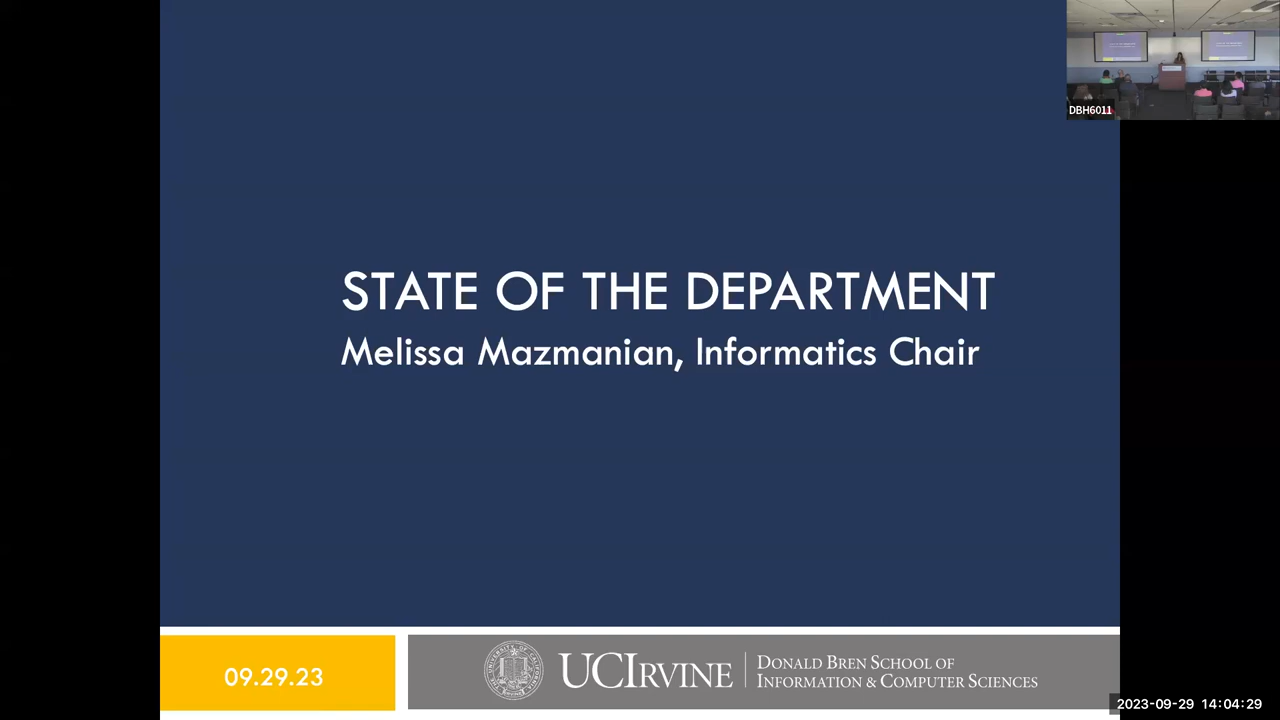 DBH6011
STATE OF THE DEPARTMENT
Melissa Mazmanian, Informatics Chair
09.29.23
UCIRVINE
DONALD BREN SCHOOL OF
INFORMATION & COMPUTER SCIENCES
2023-09-29 14:04:29